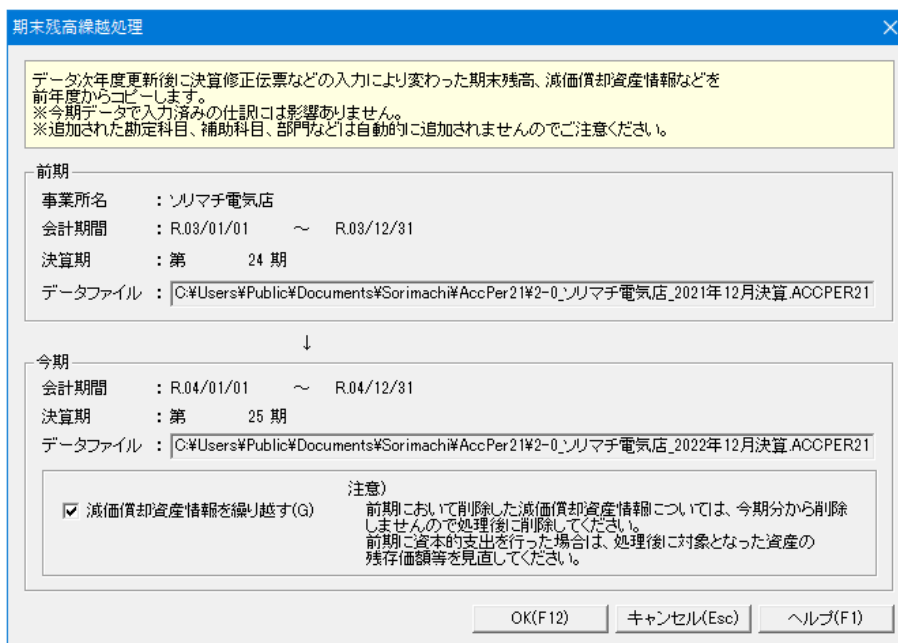 期末残高繰越処理
データ次年度更新後に決算修正伝票などの入力により変わった期末残高、減価償却資産情報などを
前年度からコピーします。
※今期データで入力済みの仕訳には影響ありません。
※追加された勘定科目、補助科目、部門などは自動的に追加されませんのでご注意ください。
前期
事業所名 : ソリマチ電気店
会計期間 : R.03/01/01 ～ R.03/12/31
決算期 : 第 24 期
データファイル : C:¥Users¥Public¥Documents¥Sorimachi¥AccPer21¥2-0_ソリマチ電気店_2021年12月決算.ACCPER21
↓
今期
会計期間 : R.04/01/01 ～ R.04/12/31
決算期 : 第 25 期
データファイル : C:¥Users¥Public¥Documents¥Sorimachi¥AccPer21¥2-0_ソリマチ電気店_2022年12月決算.ACCPER21
減価償却資産情報を繰り越す(G)
注意)
前期において削除した減価償却資産情報については、今期分から削除
しませんので処理後に削除してください。
前期に資本的支出を行った場合は、処理後に対象となった資産の
残存価額等を見直してください。
OK(F12) キャンセル(Esc) ヘルプ(F1)